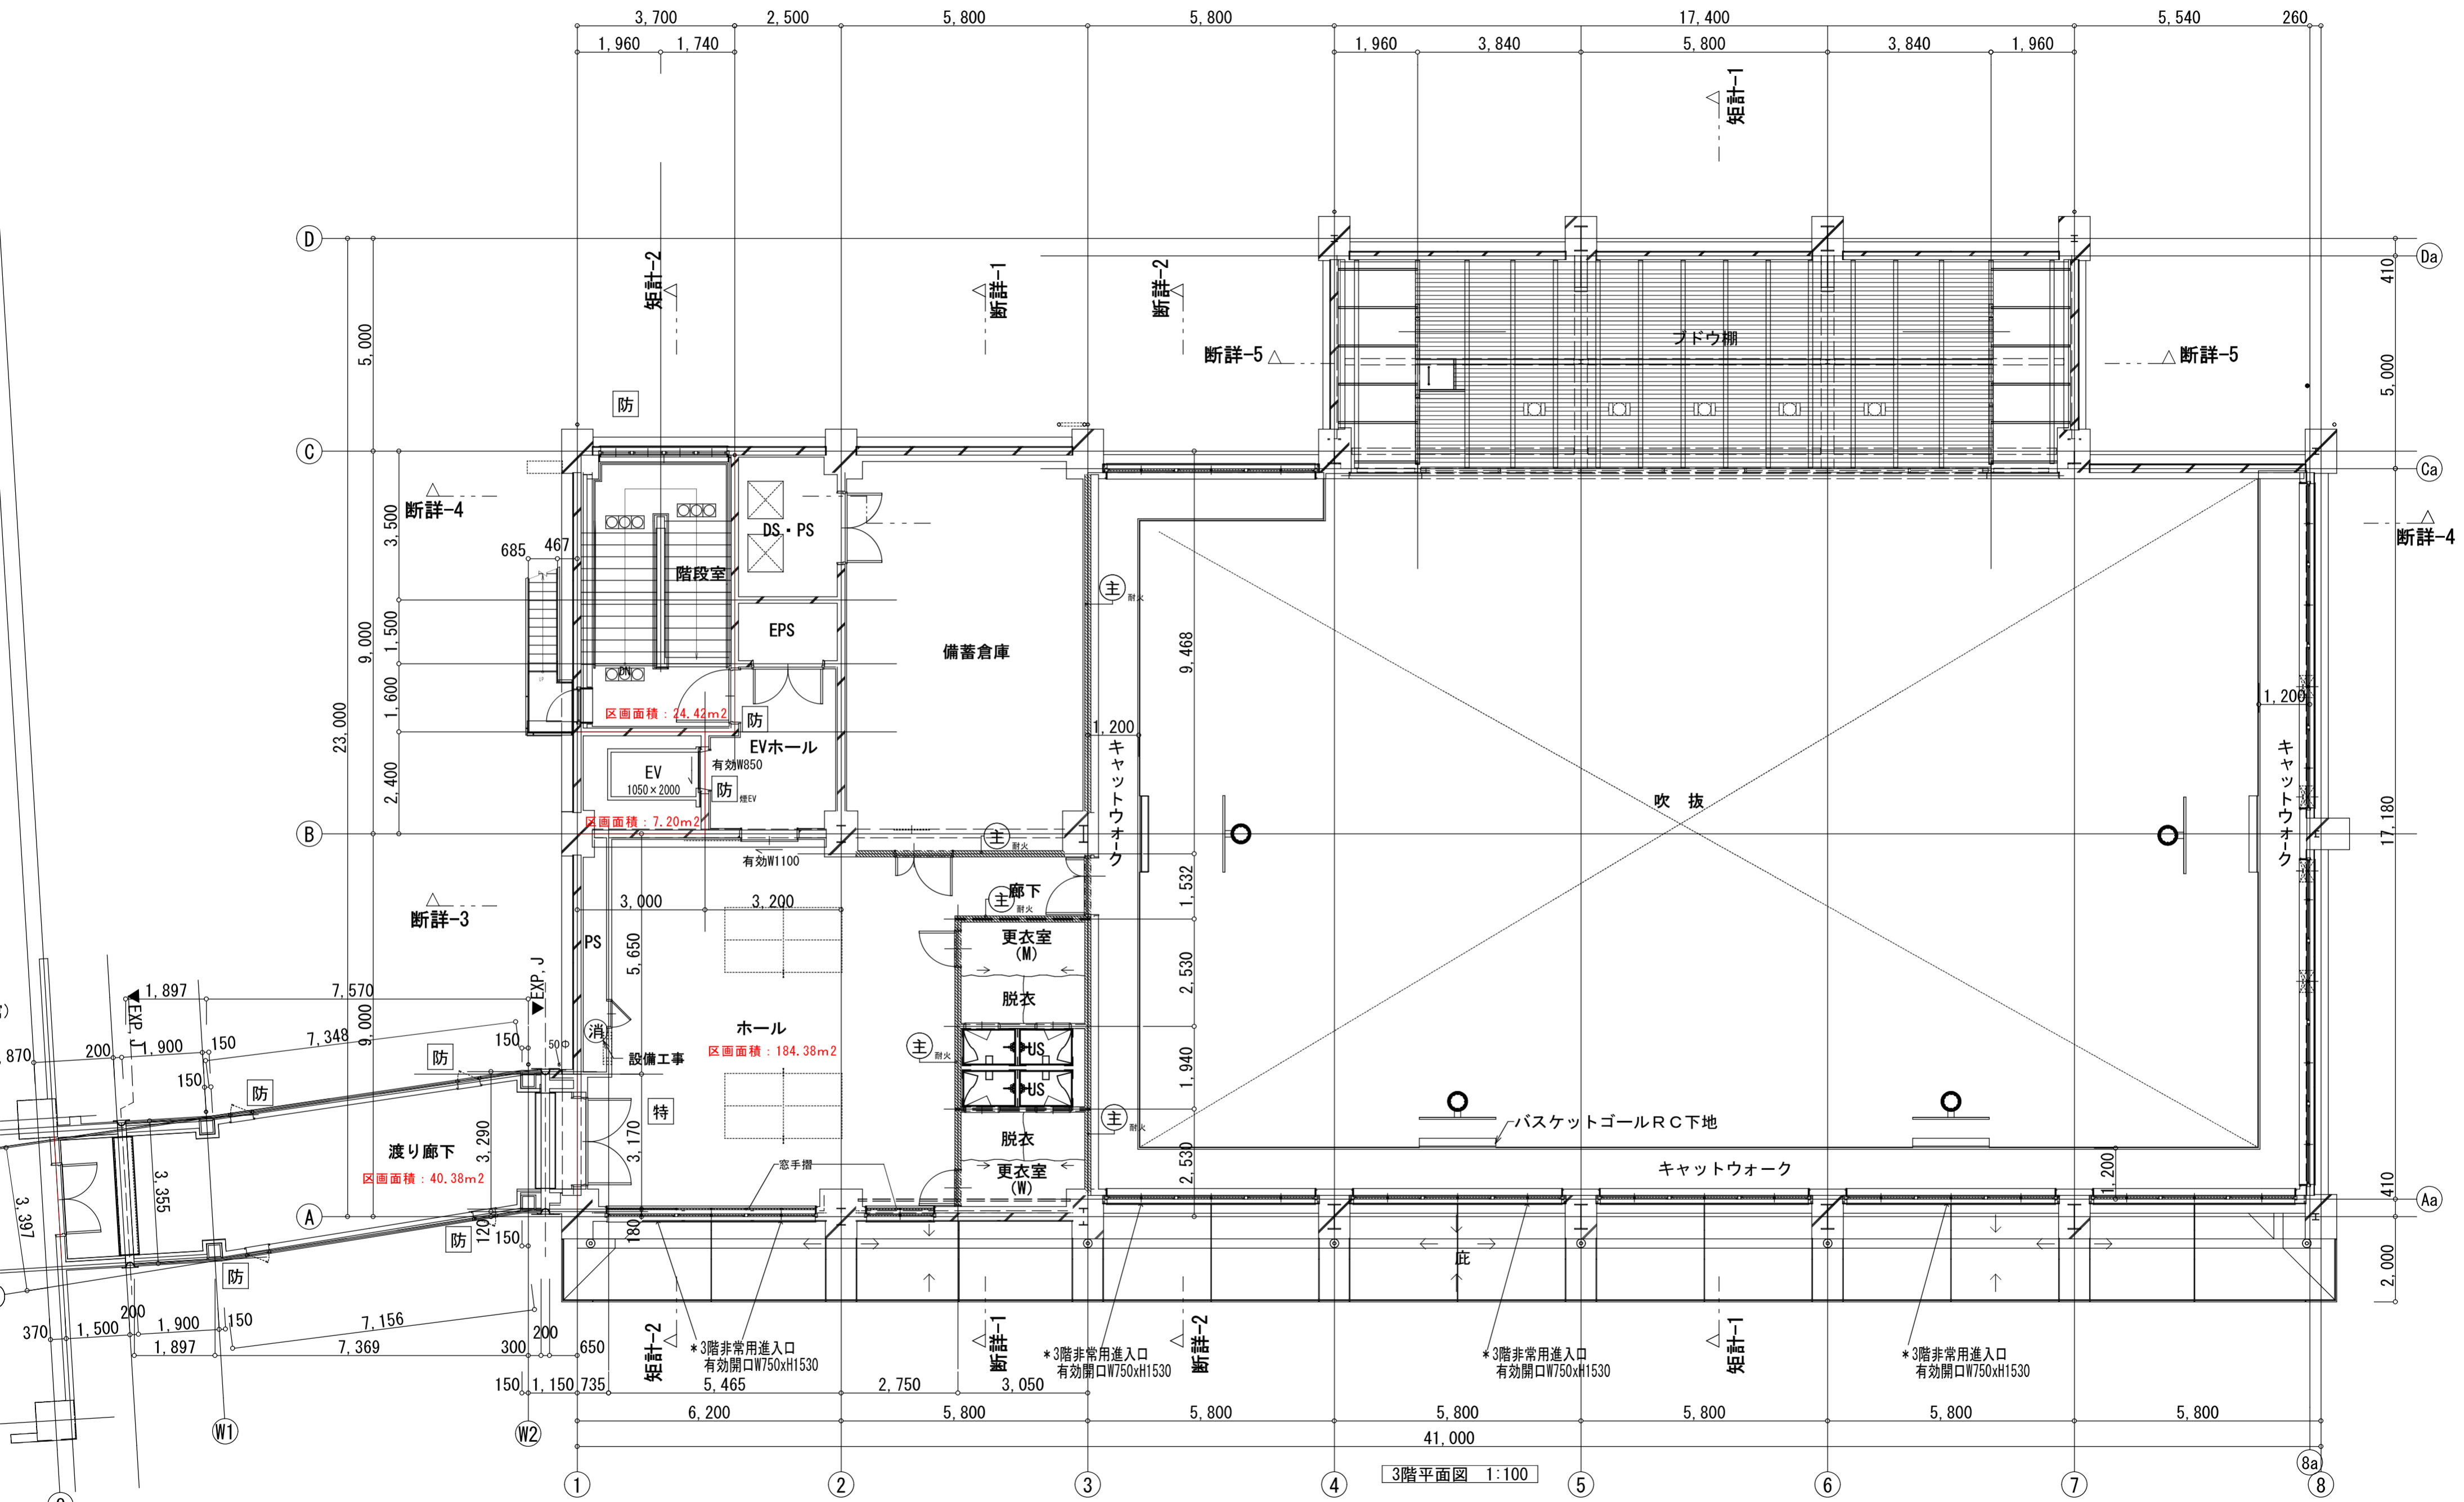 3,700
2,500
5,800
5,800
17,400
5,540
260
1,960
1,740
1,960
3,840
5,800
3,840
1,960
矩計-1
D
Da
矩計-2
断詳-1
断詳-2
410
5,000
ブドウ棚
断詳-5
断詳-5
5,000
防
C
Ca
断詳-4
3,500
DS・PS
断詳-4
685
467
階段室
主
耐火
9,000
1,500
EPS
備蓄倉庫
9,468
23,000
1,600
DN
区画面積：24.42m2
防
1,200
1,200
EVホール
キャットウォーク
キャットウォーク
有効W850
EV
1050×2000
防
煙EV
2,400
吹 抜
区画面積：7.20m2
B
主
耐火
17,180
有効W1100
廊下
1,532
断詳-3
3,000
3,200
主
耐火
PS
5,650
更衣室
(M)
2,530
EXP.J
1,897
7,570
脱衣
EXP.J
9,000
消
ホール
870
200
1,900
150
7,348
150
50Φ
設備工事
区画面積：184.38m2
主
耐火
US
防
150
防
US
1,940
特
主
耐火
バスケットゴールＲＣ下地
渡り廊下
3,290
3,170
脱衣
区画面積：40.38m2
窓手摺
更衣室
(W)
2,530
キャットウォーク
1,200
410
3,397
3,355
A
Aa
120
防
150
180
防
庇
2,000
370
1,500
200
1,900
150
7,156
200
1,897
7,369
300
650
矩計-2
＊3階非常用進入口
有効開口W750xH1530
断詳-1
＊3階非常用進入口
有効開口W750xH1530
断詳-2
＊3階非常用進入口
有効開口W750xH1530
矩計-1
＊3階非常用進入口
有効開口W750xH1530
150
1,150
735
5,465
2,750
3,050
6,200
5,800
5,800
5,800
5,800
5,800
5,800
W1
W2
41,000
3階平面図 1:100
1
2
3
4
5
6
7
8a
8